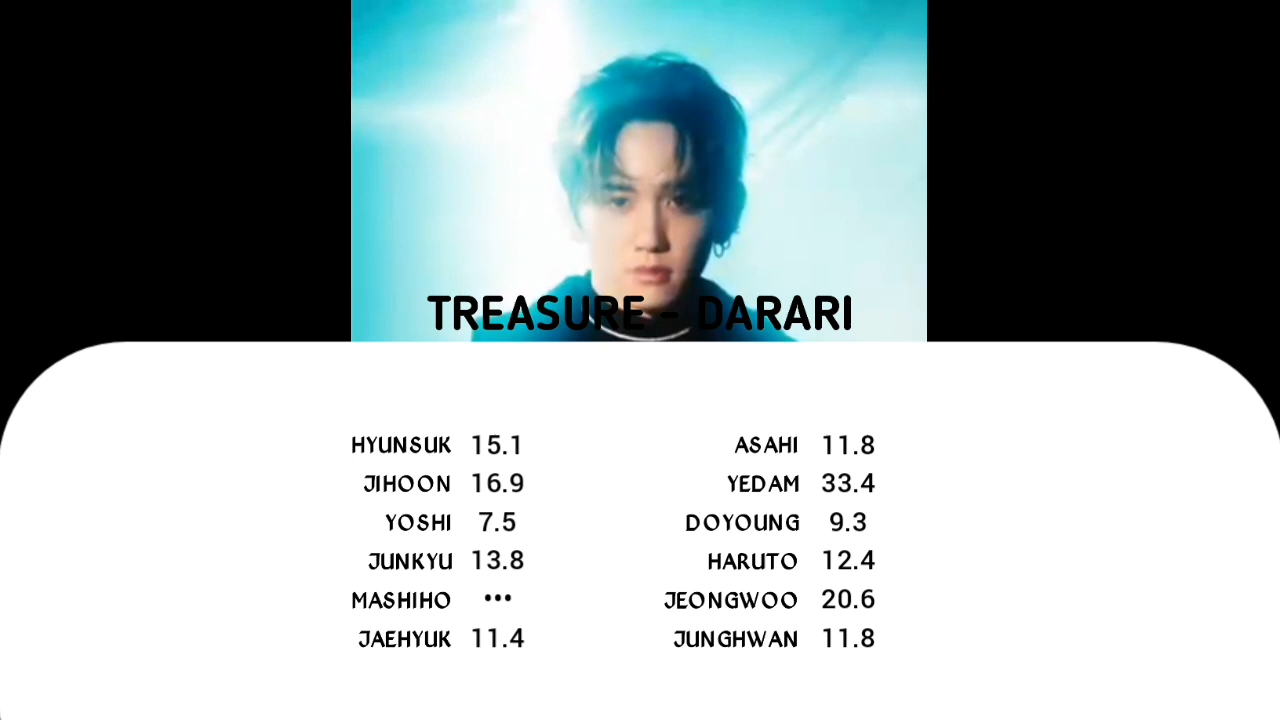 TREASURE - DARARI
HYUNSUK 15.1
JIHOON 16.9
YOSHI 7.5
JUNKYU 13.8
MASHIHO •••
JAEHYUK 11.4
ASAHI 11.8
YEDAM 33.4
DOYOUNG 9.3
HARUTO 12.4
JEONGWOO 20.6
JUNGHWAN 11.8